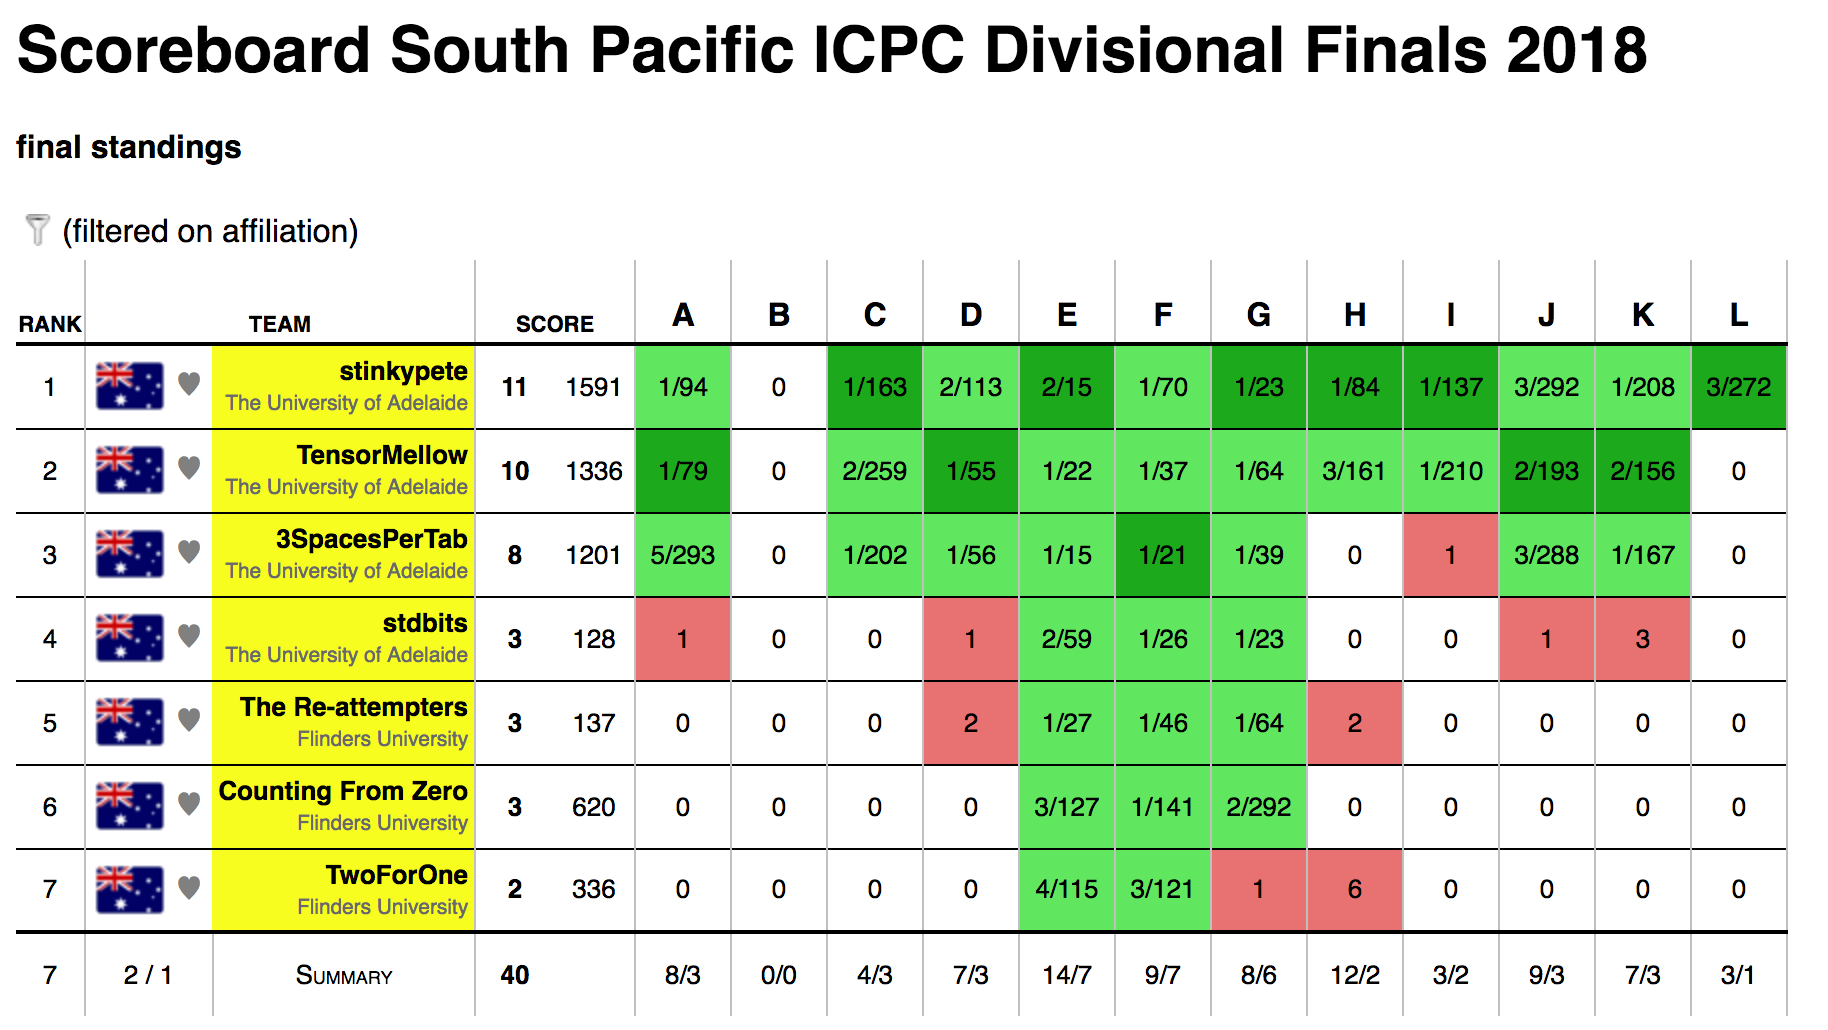 Scoreboard South Pacific ICPC Divisional Finals 2018
final standings
(filtered on affiliation)
RANK TEAM SCORE A B C D E F G H I J K L
1 stinkypete 11 1591 1/94 0 1/163 2/113 2/15 1/70 1/23 1/84 1/137 3/292 1/208 3/272
The University of Adelaide
2 TensorMellow 10 1336 1/79 0 2/259 1/55 1/22 1/37 1/64 3/161 1/210 2/193 2/156 0
The University of Adelaide
3 3SpacesPerTab 8 1201 5/293 0 1/202 1/56 1/15 1/21 1/39 0 1 3/288 1/167 0
The University of Adelaide
4 stdbits 3 128 1 0 0 1 2/59 1/26 1/23 0 0 1 3 0
The University of Adelaide
5 The Re-attempters 3 137 0 0 0 2 1/27 1/46 1/64 2 0 0 0 0
Flinders University
6 Counting From Zero 3 620 0 0 0 0 3/127 1/141 2/292 0 0 0 0 0
Flinders University
7 TwoForOne 2 336 0 0 0 0 4/115 3/121 1 6 0 0 0 0
Flinders University
7 2 / 1 Summary 40 8/3 0/0 4/3 7/3 14/7 9/7 8/6 12/2 3/2 9/3 7/3 3/1